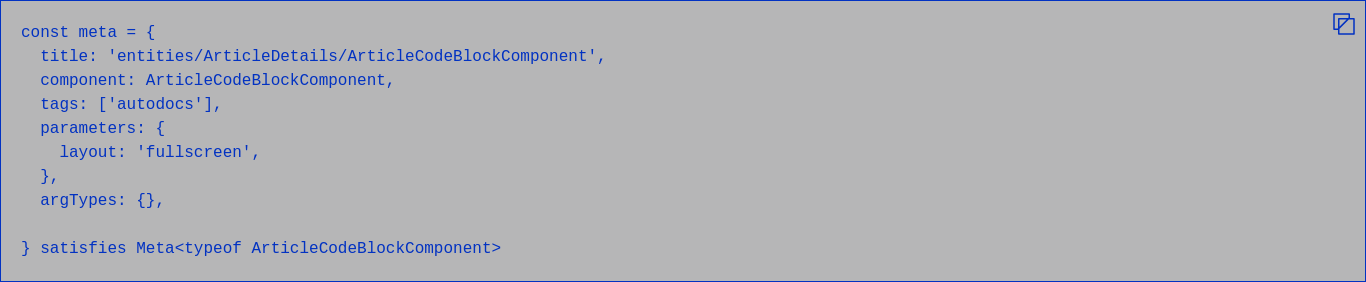 const meta = {
  title: 'entities/ArticleDetails/ArticleCodeBlockComponent',
  component: ArticleCodeBlockComponent,
  tags: ['autodocs'],
  parameters: {
    layout: 'fullscreen',
  },
  argTypes: {},

} satisfies Meta<typeof ArticleCodeBlockComponent>